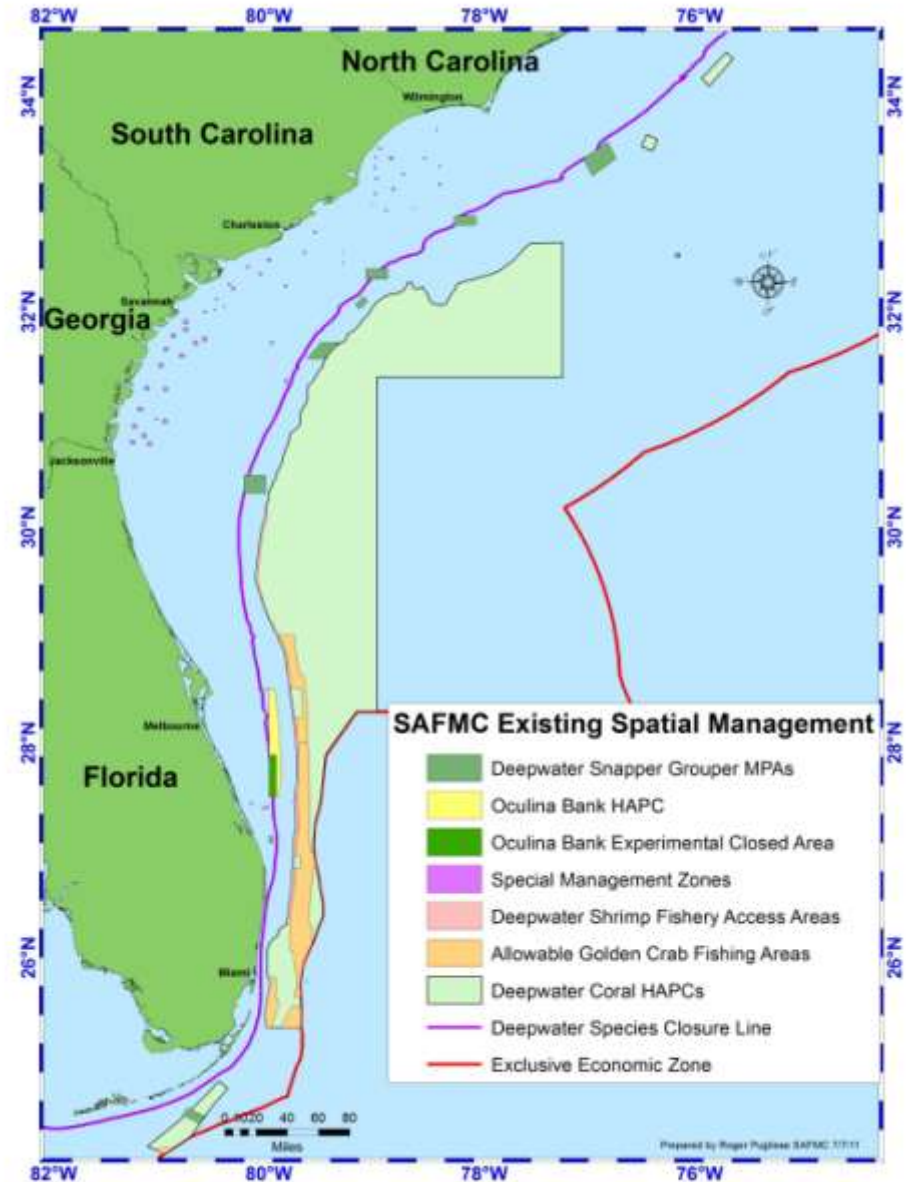 82°W 80°W 78°W 76°W
North Carolina
34°N 34°N
Wilmington
South Carolina
Charleston
32°N 32°N
Savannah
Georgia
Jacksonville
30°N 30°N
SAFMC Existing Spatial Management
Melbourne
28°N 28°N
Deepwater Snapper Grouper MPAs
Florida
Oculina Bank HAPC
Oculina Bank Experimental Closed Area
Special Management Zones
Deepwater Shrimp Fishery Access Areas
26°N 26°N
Allowable Golden Crab Fishing Areas
Miami
Deepwater Coral HAPCs
Deepwater Species Closure Line
Exclusive Economic Zone
0 10 20 40 60 80
Miles
Prepared by Roger Pugliese SAFMC 7/7/11
82°W 80°W 78°W 76°W